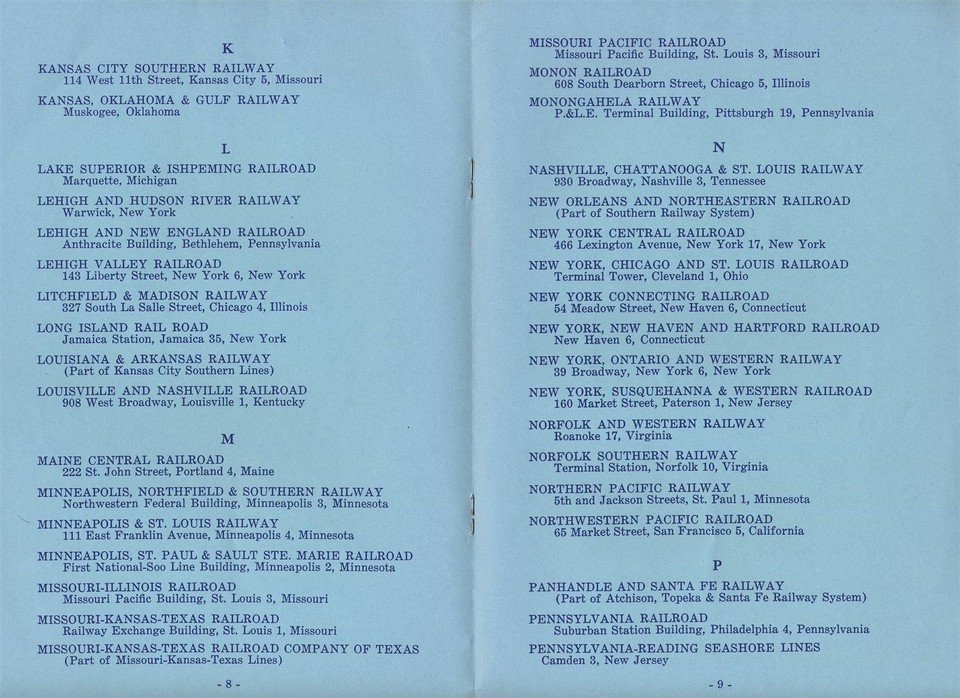 K
KANSAS CITY SOUTHERN RAILWAY
114 West 11th Street, Kansas City 5, Missouri
KANSAS, OKLAHOMA & GULF RAILWAY
Muskogee, Oklahoma
L
LAKE SUPERIOR & ISHPEMING RAILROAD
Marquette, Michigan
LEHIGH AND HUDSON RIVER RAILWAY
Warwick, New York
LEHIGH AND NEW ENGLAND RAILROAD
Anthracite Building, Bethlehem, Pennsylvania
LEHIGH VALLEY RAILROAD
143 Liberty Street, New York 6, New York
LITCHFIELD & MADISON RAILWAY
327 South La Salle Street, Chicago 4, Illinois
LONG ISLAND RAIL ROAD
Jamaica Station, Jamaica 35, New York
LOUISIANA & ARKANSAS RAILWAY
(Part of Kansas City Southern Lines)
LOUISVILLE AND NASHVILLE RAILROAD
908 West Broadway, Louisville 1, Kentucky
M
MAINE CENTRAL RAILROAD
222 St. John Street, Portland 4, Maine
MINNEAPOLIS, NORTHFIELD & SOUTHERN RAILWAY
Northwestern Federal Building, Minneapolis 3, Minnesota
MINNEAPOLIS & ST. LOUIS RAILWAY
111 East Franklin Avenue, Minneapolis 4, Minnesota
MINNEAPOLIS, ST. PAUL & SAULT STE. MARIE RAILROAD
First National-Soo Line Building, Minneapolis 2, Minnesota
MISSOURI-ILLINOIS RAILROAD
Missouri Pacific Building, St. Louis 3, Missouri
MISSOURI-KANSAS-TEXAS RAILROAD
Railway Exchange Building, St. Louis 1, Missouri
MISSOURI-KANSAS-TEXAS RAILROAD COMPANY OF TEXAS
(Part of Missouri-Kansas-Texas Lines)
- 8 -
MISSOURI PACIFIC RAILROAD
Missouri Pacific Building, St. Louis 3, Missouri
MONON RAILROAD
608 South Dearborn Street, Chicago 5, Illinois
MONONGAHELA RAILWAY
P.&L.E. Terminal Building, Pittsburgh 19, Pennsylvania
N
NASHVILLE, CHATTANOOGA & ST. LOUIS RAILWAY
930 Broadway, Nashville 3, Tennessee
NEW ORLEANS AND NORTHEASTERN RAILROAD
(Part of Southern Railway System)
NEW YORK CENTRAL RAILROAD
466 Lexington Avenue, New York 17, New York
NEW YORK, CHICAGO AND ST. LOUIS RAILROAD
Terminal Tower, Cleveland 1, Ohio
NEW YORK CONNECTING RAILROAD
54 Meadow Street, New Haven 6, Connecticut
NEW YORK, NEW HAVEN AND HARTFORD RAILROAD
New Haven 6, Connecticut
NEW YORK, ONTARIO AND WESTERN RAILWAY
39 Broadway, New York 6, New York
NEW YORK, SUSQUEHANNA & WESTERN RAILROAD
160 Market Street, Paterson 1, New Jersey
NORFOLK AND WESTERN RAILWAY
Roanoke 17, Virginia
NORFOLK SOUTHERN RAILWAY
Terminal Station, Norfolk 10, Virginia
NORTHERN PACIFIC RAILWAY
5th and Jackson Streets, St. Paul 1, Minnesota
NORTHWESTERN PACIFIC RAILROAD
65 Market Street, San Francisco 5, California
P
PANHANDLE AND SANTA FE RAILWAY
(Part of Atchison, Topeka & Santa Fe Railway System)
PENNSYLVANIA RAILROAD
Suburban Station Building, Philadelphia 4, Pennsylvania
PENNSYLVANIA-READING SEASHORE LINES
Camden 3, New Jersey
- 9 -